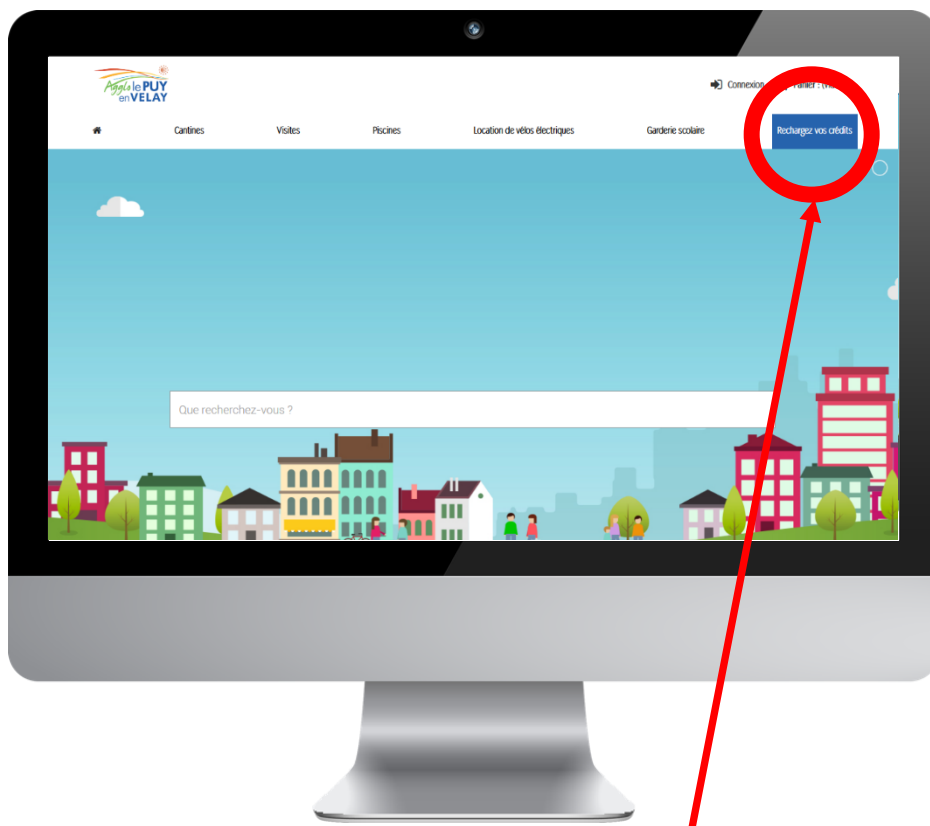 Agglo le PUY
en VELAY
Connexion
Panier : (
Cantines
Visites
Piscines
Location de vélos électriques
Garderie scolaire
Rechargez vos crédits
Que recherchez-vous ?